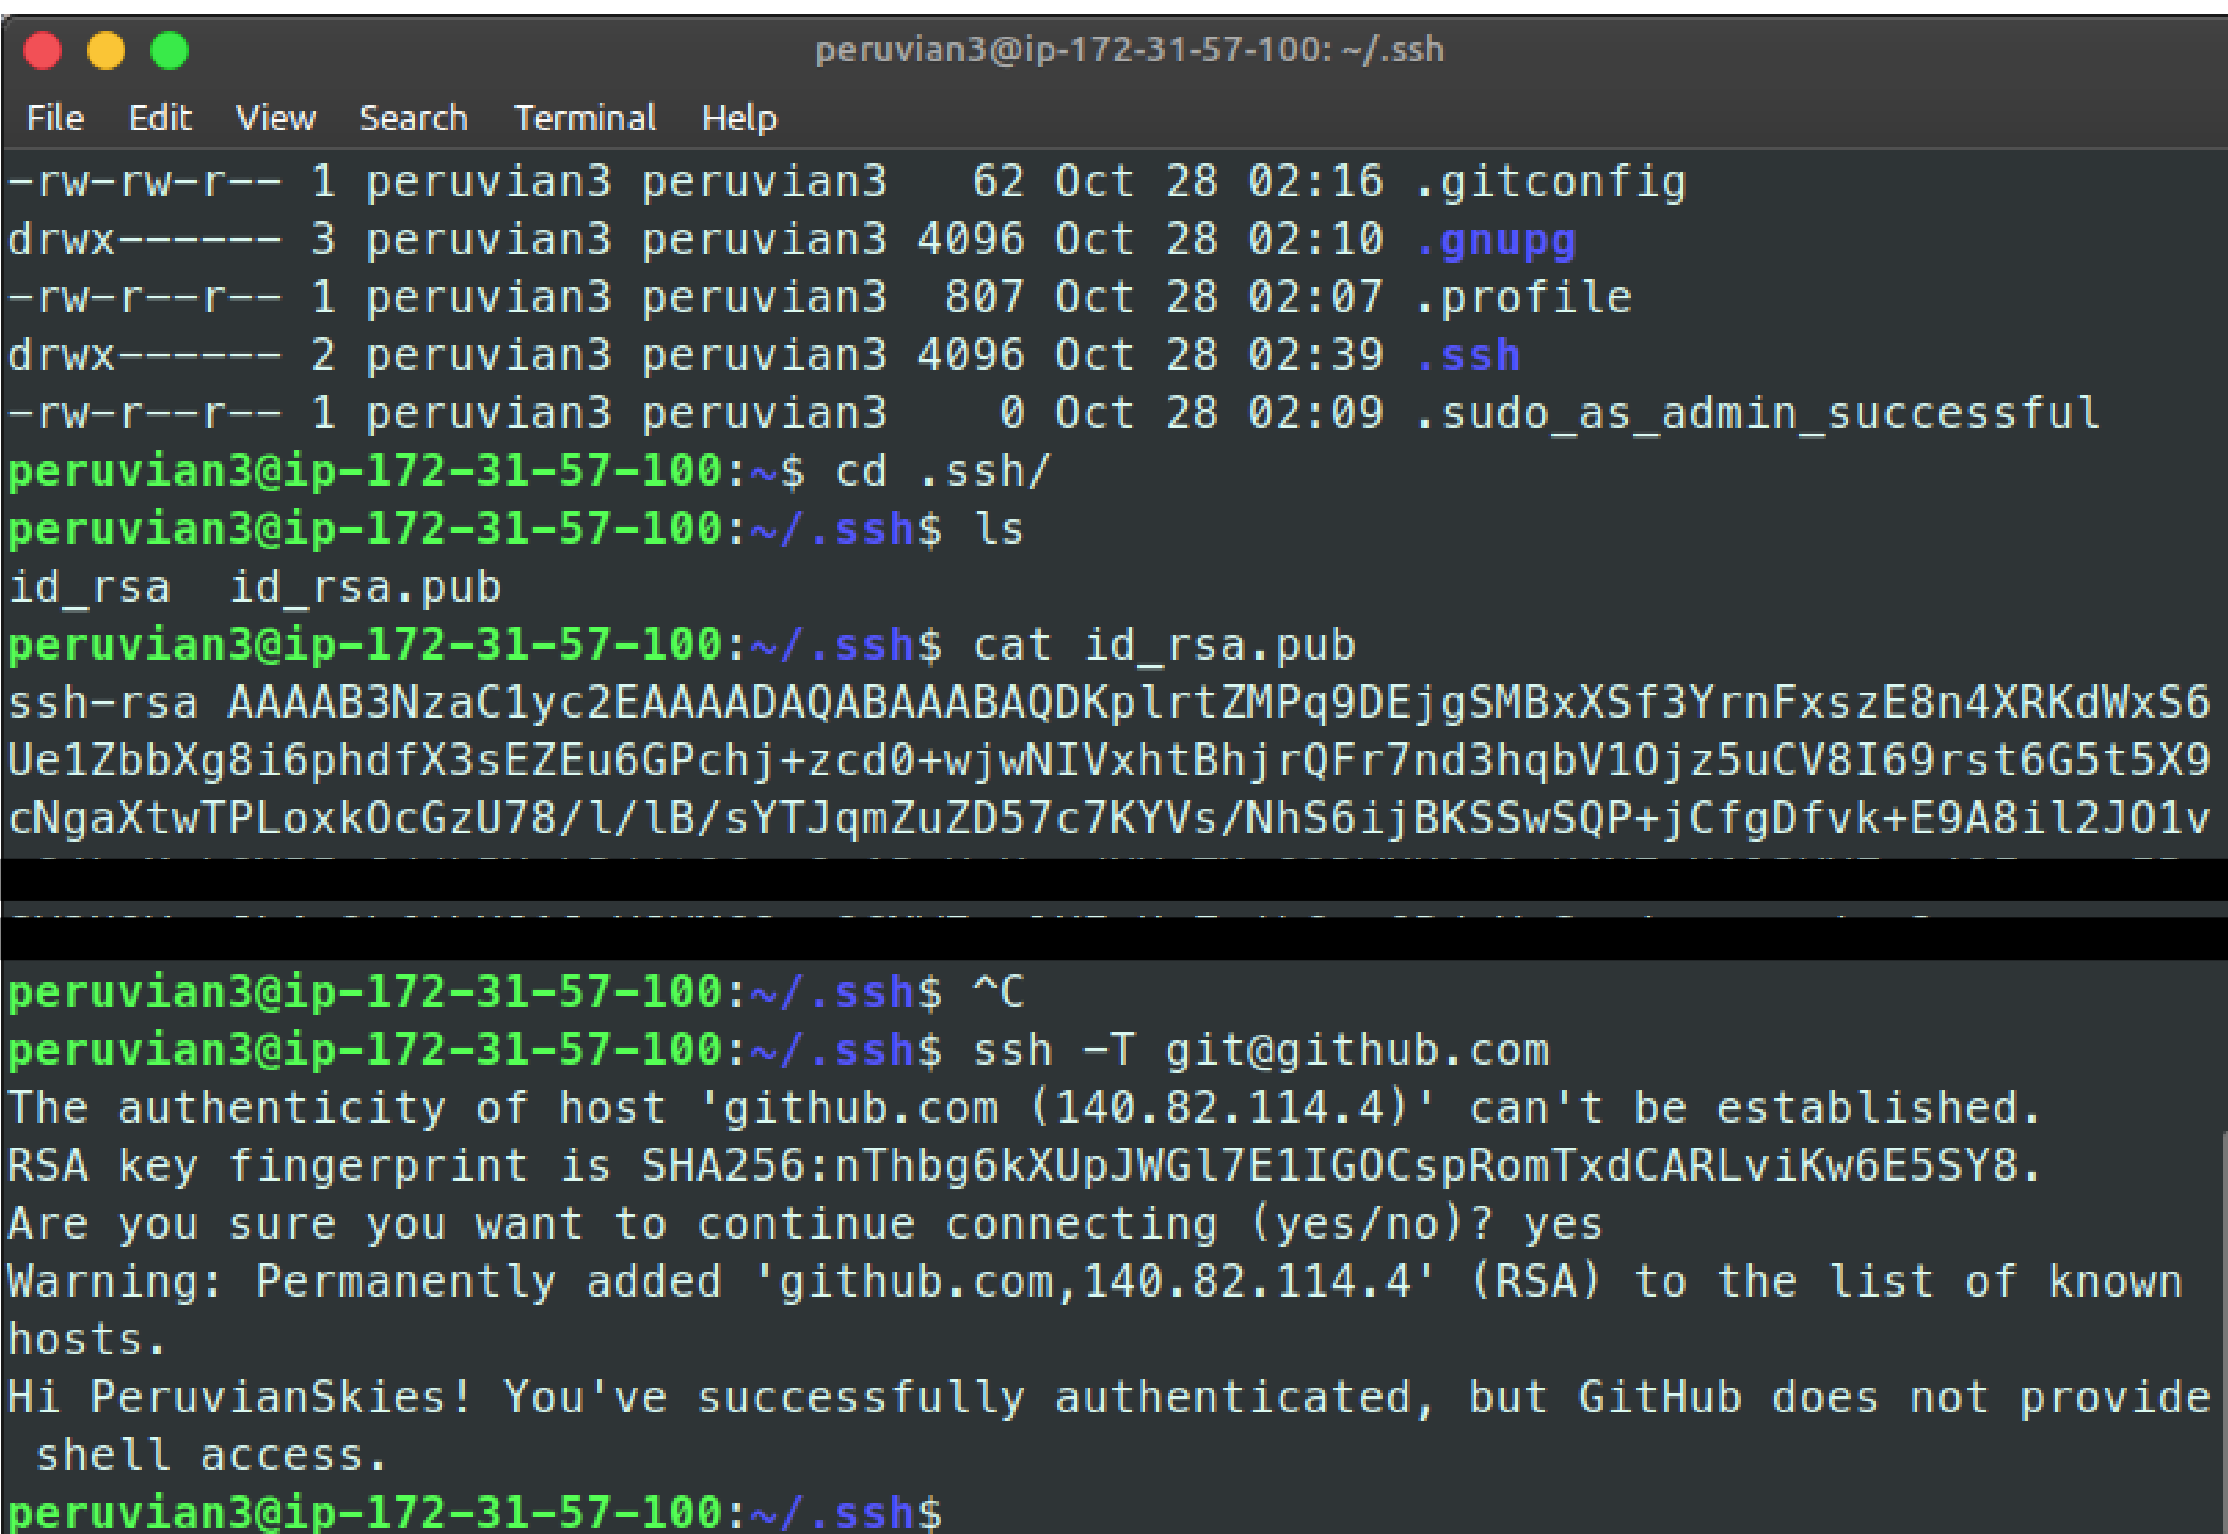 peruvian3@ip-172-31-57-100: ~/.ssh
File Edit View Search Terminal Help
-rw-rw-r-- 1 peruvian3 peruvian3   62 Oct 28 02:16 .gitconfig
drwx------ 3 peruvian3 peruvian3 4096 Oct 28 02:10 .gnupg
-rw-r--r-- 1 peruvian3 peruvian3  807 Oct 28 02:07 .profile
drwx------ 2 peruvian3 peruvian3 4096 Oct 28 02:39 .ssh
-rw-r--r-- 1 peruvian3 peruvian3    0 Oct 28 02:09 .sudo_as_admin_successful
peruvian3@ip-172-31-57-100:~$ cd .ssh/
peruvian3@ip-172-31-57-100:~/.ssh$ ls
id_rsa  id_rsa.pub
peruvian3@ip-172-31-57-100:~/.ssh$ cat id_rsa.pub
ssh-rsa AAAAB3NzaC1yc2EAAAADAQABAAABAQDKplrtZMPq9DEjgSMBxXSf3YrnFxszE8n4XRKdWxS6
Ue1ZbbXg8i6phdfX3sEZEu6GPchj+zcd0+wjwNIVxhtBhjrQFr7nd3hqbV1Ojz5uCV8I69rst6G5t5X9
cNgaXtwTPLoxkOcGzU78/l/lB/sYTJqmZuZD57c7KYVs/NhS6ijBKSSwSQP+jCfgDfvk+E9A8il2JO1v
peruvian3@ip-172-31-57-100:~/.ssh$ ^C
peruvian3@ip-172-31-57-100:~/.ssh$ ssh -T git@github.com
The authenticity of host 'github.com (140.82.114.4)' can't be established.
RSA key fingerprint is SHA256:nThbg6kXUpJWGl7E1IGOCspRomTxdCARLviKw6E5SY8.
Are you sure you want to continue connecting (yes/no)? yes
Warning: Permanently added 'github.com,140.82.114.4' (RSA) to the list of known
hosts.
Hi PeruvianSkies! You've successfully authenticated, but GitHub does not provide
 shell access.
peruvian3@ip-172-31-57-100:~/.ssh$